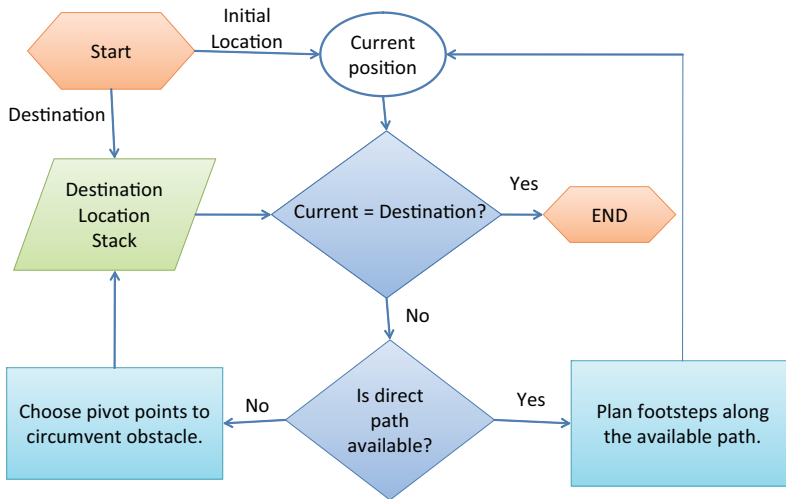 Start
Initial
Location
Current
position
Destination
Destination
Location
Stack
Current = Destination?
Yes
END
No
Is direct
path
available?
No
Yes
Choose pivot points to
circumvent obstacle.
Plan footsteps along
the available path.